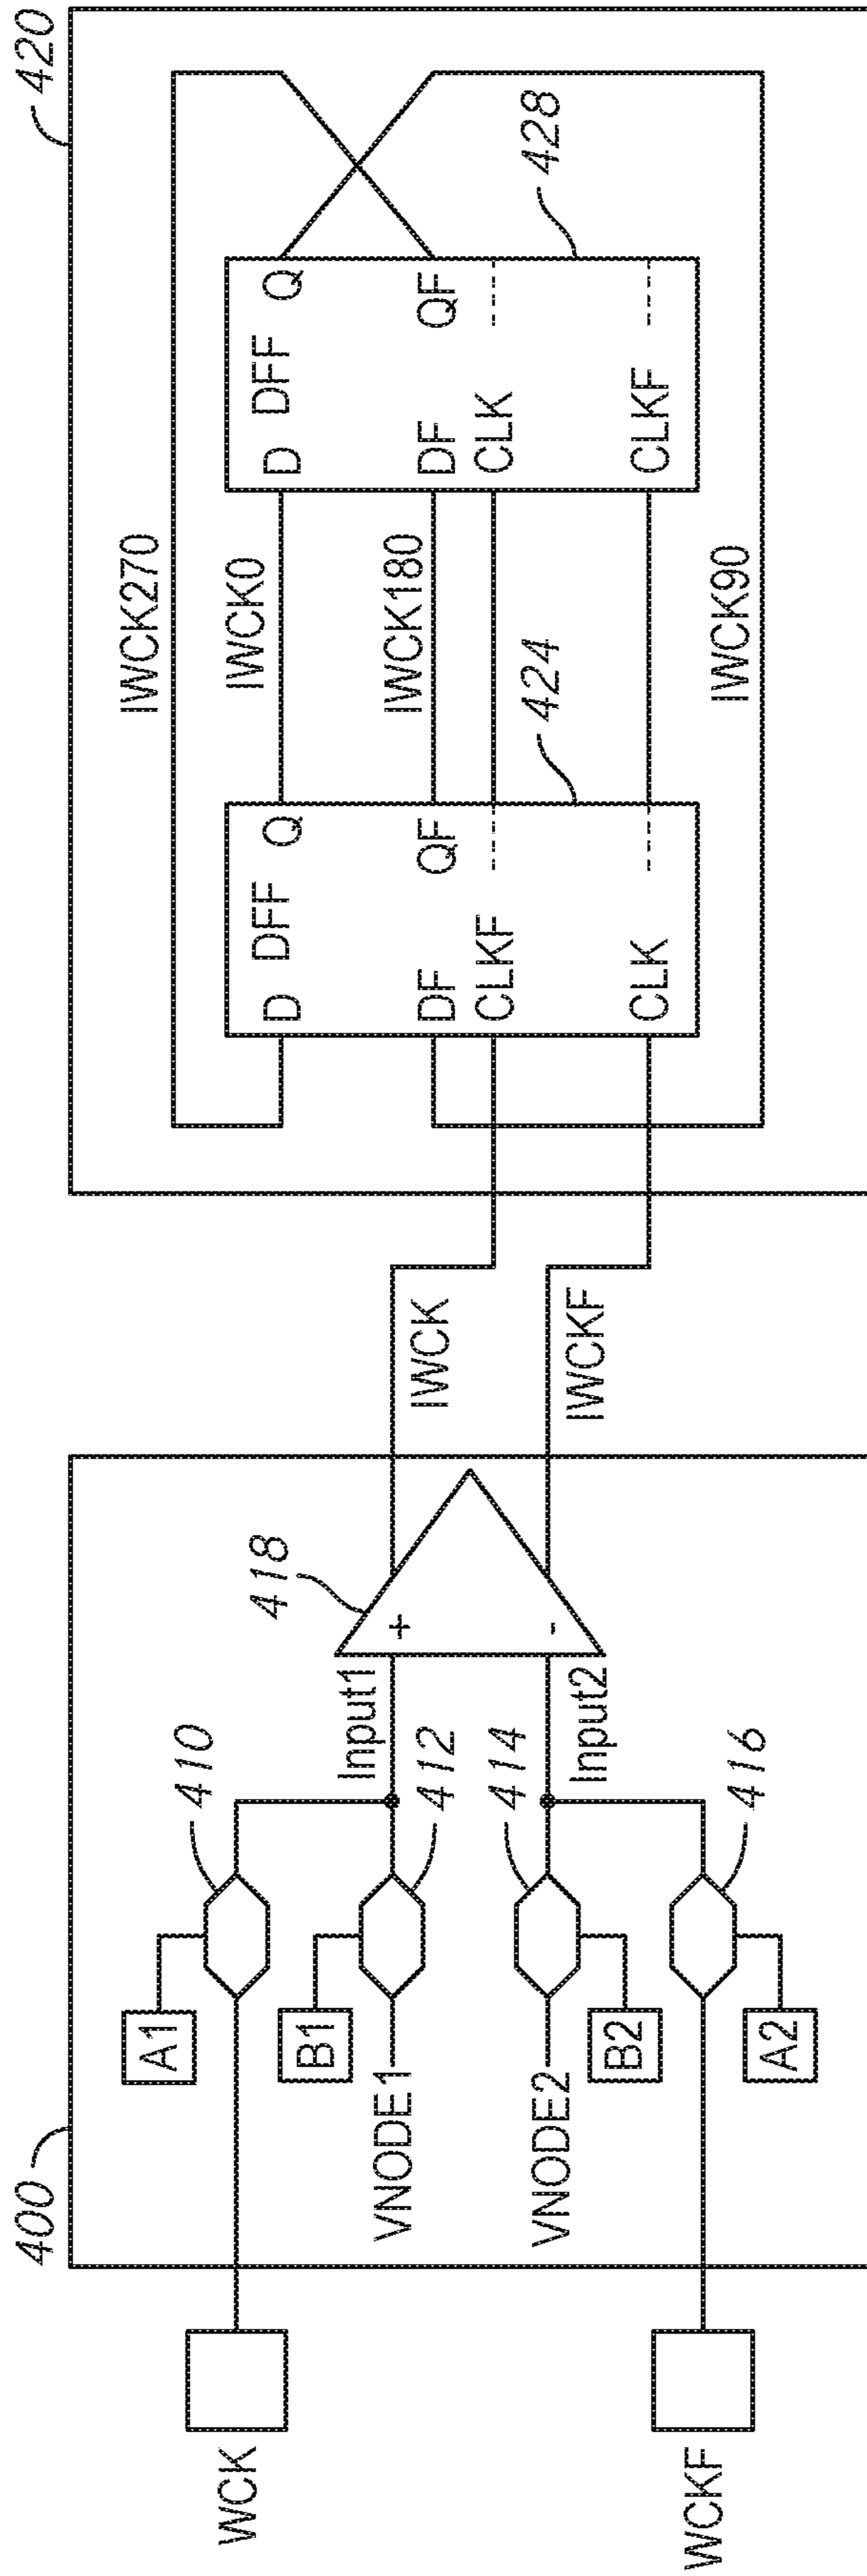 400
420
WCK
WCKF
A1
410
B1
412
VNODE1
Input1
418
+
-
VNODE2
414
Input2
B2
416
A2
IWCK
IWCKF
IWCK270
IWCK0
IWCK180
IWCK90
D DFF Q
DF QF
CLKF
CLK
424
D DFF Q
DF QF
CLK
CLKF
428